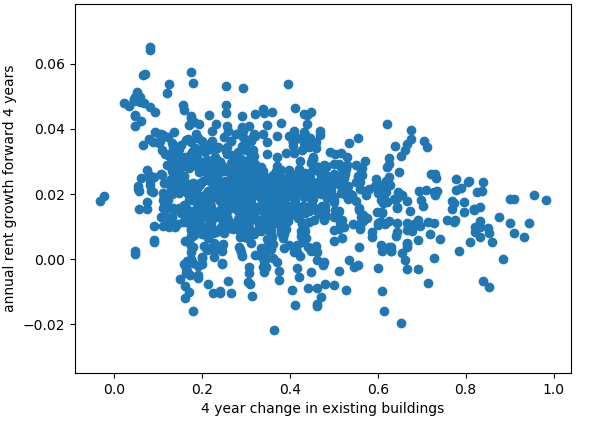 annual rent growth forward 4 years
0.06
0.04
0.02
0.00
−0.02
0.0 0.2 0.4 0.6 0.8 1.0
4 year change in existing buildings